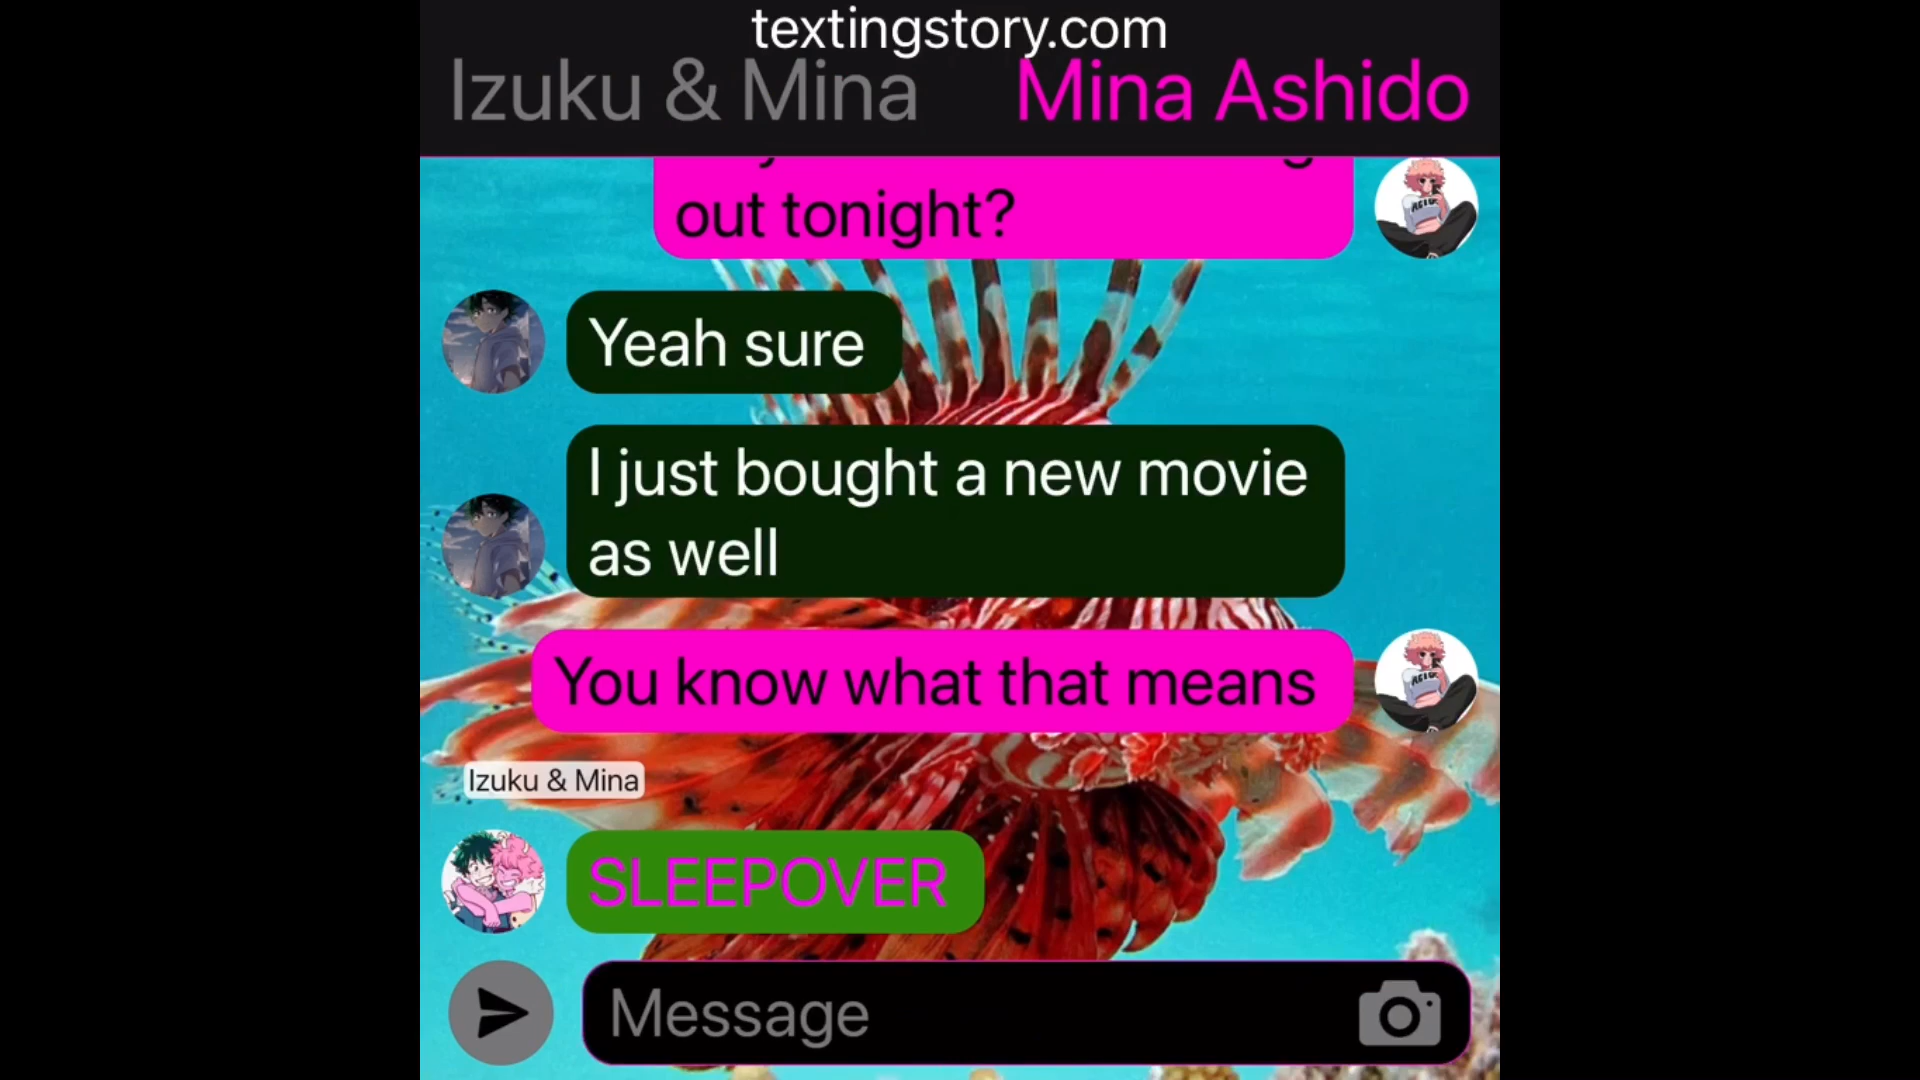 textingstory.com
Izuku & Mina Mina Ashido
out tonight?
Yeah sure
I just bought a new movie
as well
You know what that means
Izuku & Mina
SLEEPOVER
Message